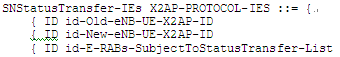 SNStatusTransfer-IEs X2AP-PROTOCOL-IES ::= {
{ ID id-Old-eNB-UE-X2AP-ID
{ ID id-New-eNB-UE-X2AP-ID
{ ID id-E-RABs-SubjectToStatusTransfer-List